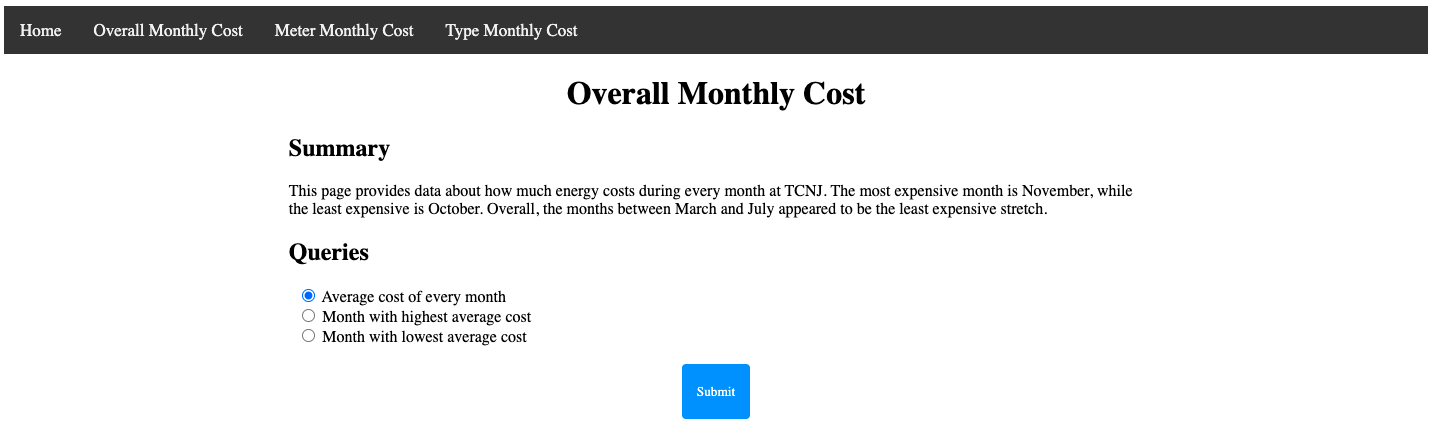 Home Overall Monthly Cost Meter Monthly Cost Type Monthly Cost
Overall Monthly Cost
Summary
This page provides data about how much energy costs during every month at TCNJ. The most expensive month is November, while
the least expensive is October. Overall, the months between March and July appeared to be the least expensive stretch.
Queries
Average cost of every month
Month with highest average cost
Month with lowest average cost
Submit